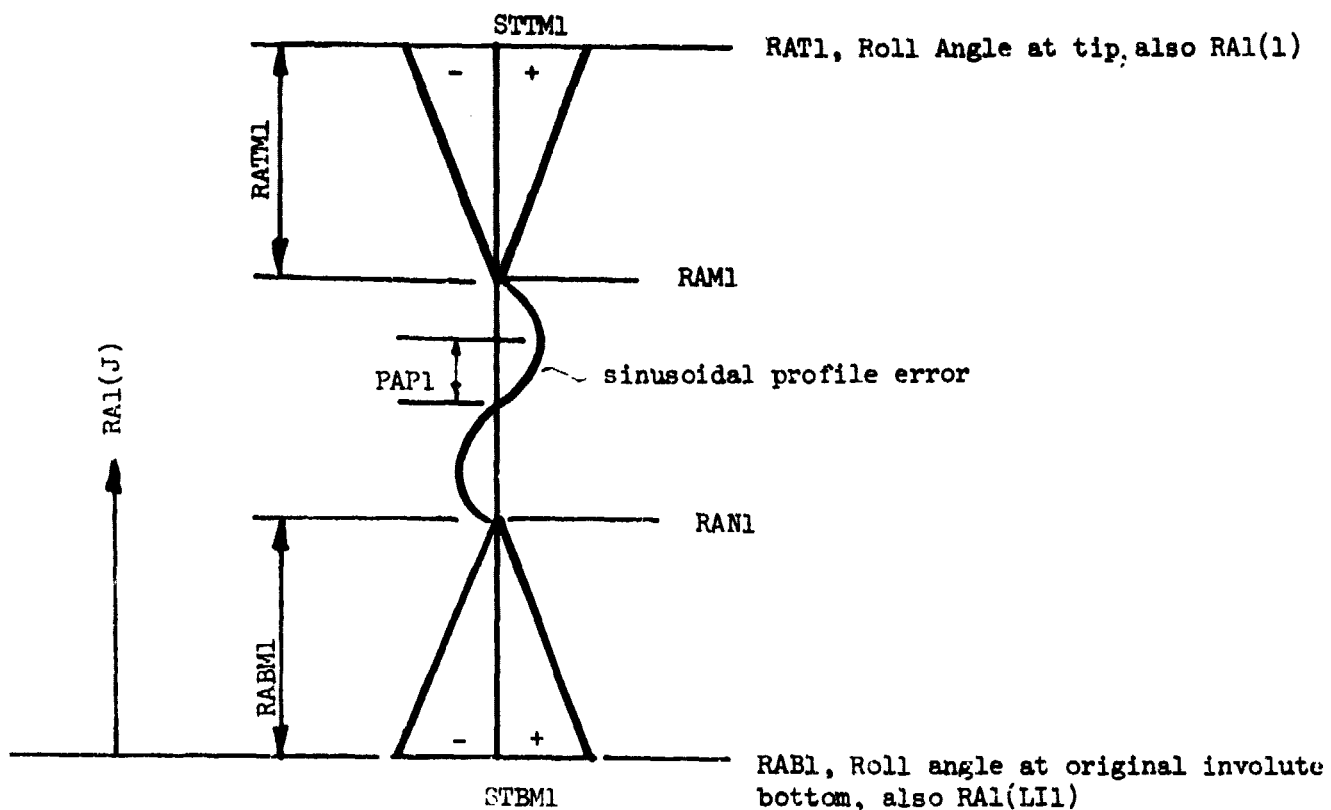 STTM1
RAT1, Roll Angle at tip, also RA1(1)
- +
RATM1
RAM1
PAP1
sinusoidal profile error
RA1(J)
RAN1
RABM1
- +
STBM1
RAB1, Roll angle at original involute
bottom, also RA1(LI1)